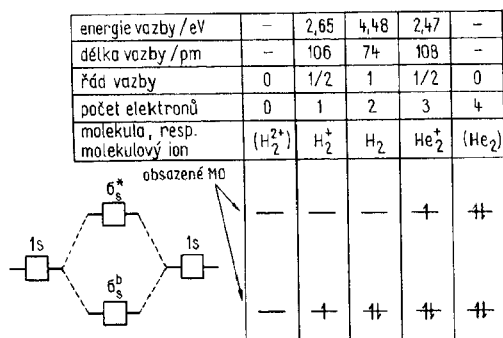 energie vazby/eV – 2,65 4,48 2,47 –
délka vazby/pm – 106 74 108 –
řád vazby 0 1/2 1 1/2 0
počet elektronů 0 1 2 3 4
molekula, resp. molekulový ion (H₂²⁺) H₂⁺ H₂ He₂⁺ (He₂)
obsazené MO
σₛ*
1s 1s
σₛᵇ